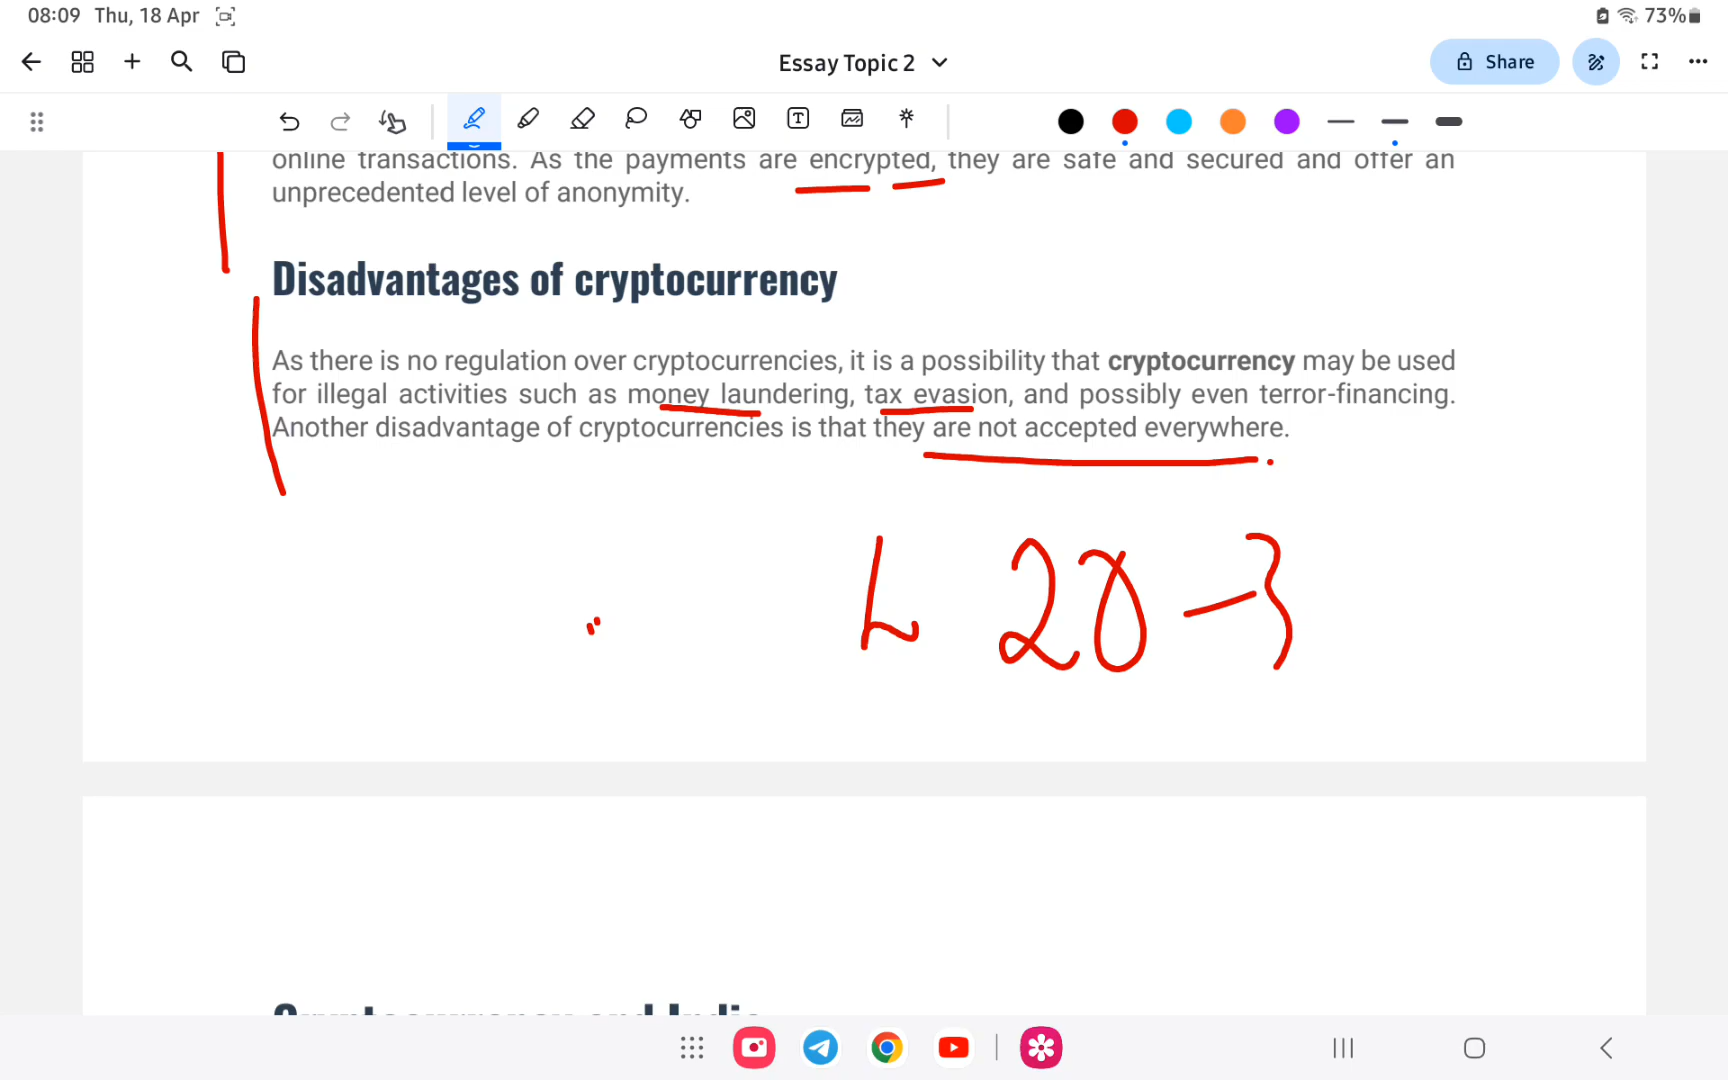 08:09 Thu, 18 Apr 73%
Essay Topic 2
Share
online transactions. As the payments are encrypted, they are safe and secured and offer an
unprecedented level of anonymity.
Disadvantages of cryptocurrency
As there is no regulation over cryptocurrencies, it is a possibility that cryptocurrency may be used
for illegal activities such as money laundering, tax evasion, and possibly even terror-financing.
Another disadvantage of cryptocurrencies is that they are not accepted everywhere.